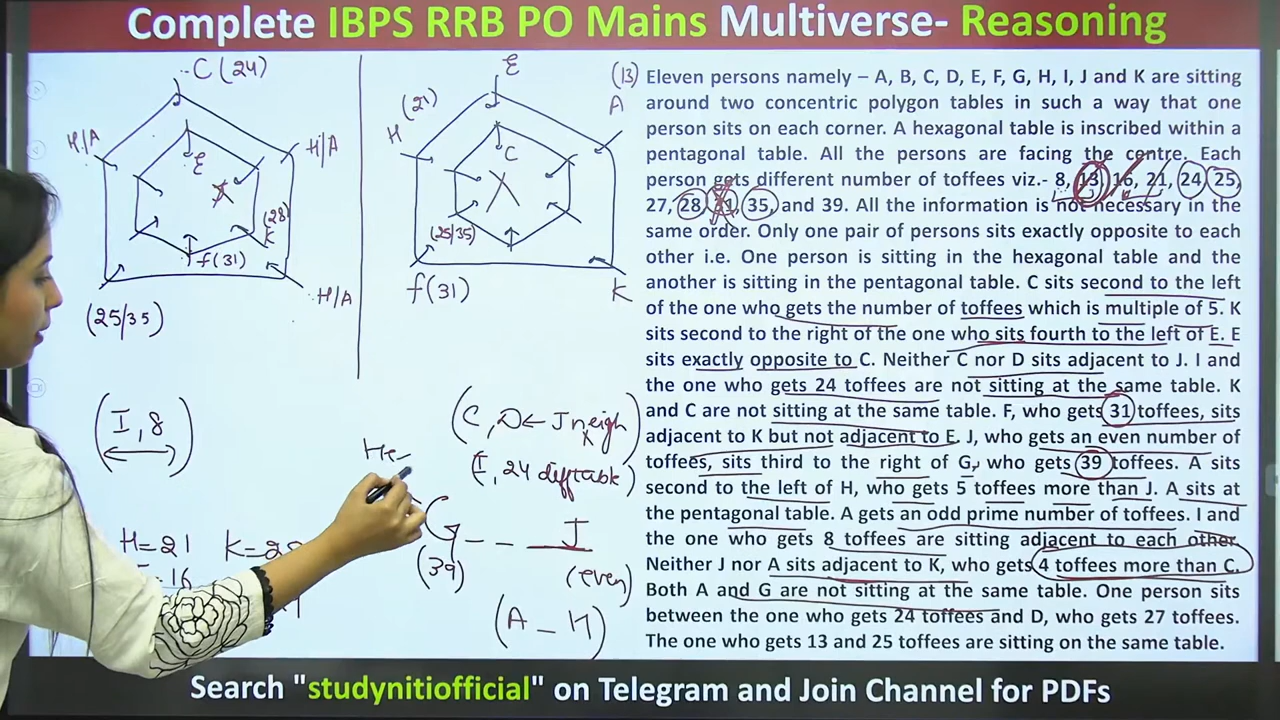 Complete IBPS RRB PO Mains Multiverse- Reasoning
C (24)
H/A
H/A
E
A
(28)
K
F(31)
H/A
(25/35)
E
(13)
A
(21)
H
C
(25/35)
F(31)
K
(I, 8)
H=21
(C, D← J neigh)
(I, 24 diff table)
He
G _ _ J
(39)
(even)
(A _ H)
Eleven persons namely – A, B, C, D, E, F, G, H, I, J and K are sitting
around two concentric polygon tables in such a way that one
person sits on each corner. A hexagonal table is inscribed within a
pentagonal table. All the persons are facing the centre. Each
person gets different number of toffees viz.- 8, 13, 16, 21, 24, 25,
27, 28, 31, 35, and 39. All the information is not necessary in the
same order. Only one pair of persons sits exactly opposite to each
other i.e. One person is sitting in the hexagonal table and the
another is sitting in the pentagonal table. C sits second to the left
of the one who gets the number of toffees which is multiple of 5. K
sits second to the right of the one who sits fourth to the left of E. E
sits exactly opposite to C. Neither C nor D sits adjacent to J. I and
the one who gets 24 toffees are not sitting at the same table. K
and C are not sitting at the same table. F, who gets 31 toffees, sits
adjacent to K but not adjacent to E. J, who gets an even number of
toffees, sits third to the right of G, who gets 39 toffees. A sits
second to the left of H, who gets 5 toffees more than J. A sits at
the pentagonal table. A gets an odd prime number of toffees. I and
the one who gets 8 toffees are sitting adjacent to each other.
Neither J nor A sits adjacent to K, who gets 4 toffees more than C.
Both A and G are not sitting at the same table. One person sits
between the one who gets 24 toffees and D, who gets 27 toffees.
The one who gets 13 and 25 toffees are sitting on the same table.
Search "studynitiofficial" on Telegram and Join Channel for PDFs